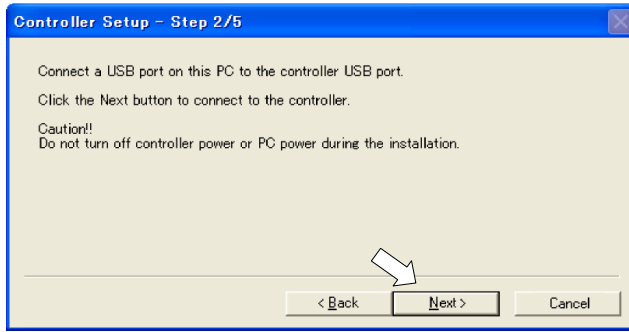 Controller Setup - Step 2/5
Connect a USB port on this PC to the controller USB port.
Click the Next button to connect to the controller.
Caution!!
Do not turn off controller power or PC power during the installation.
< Back Next > Cancel